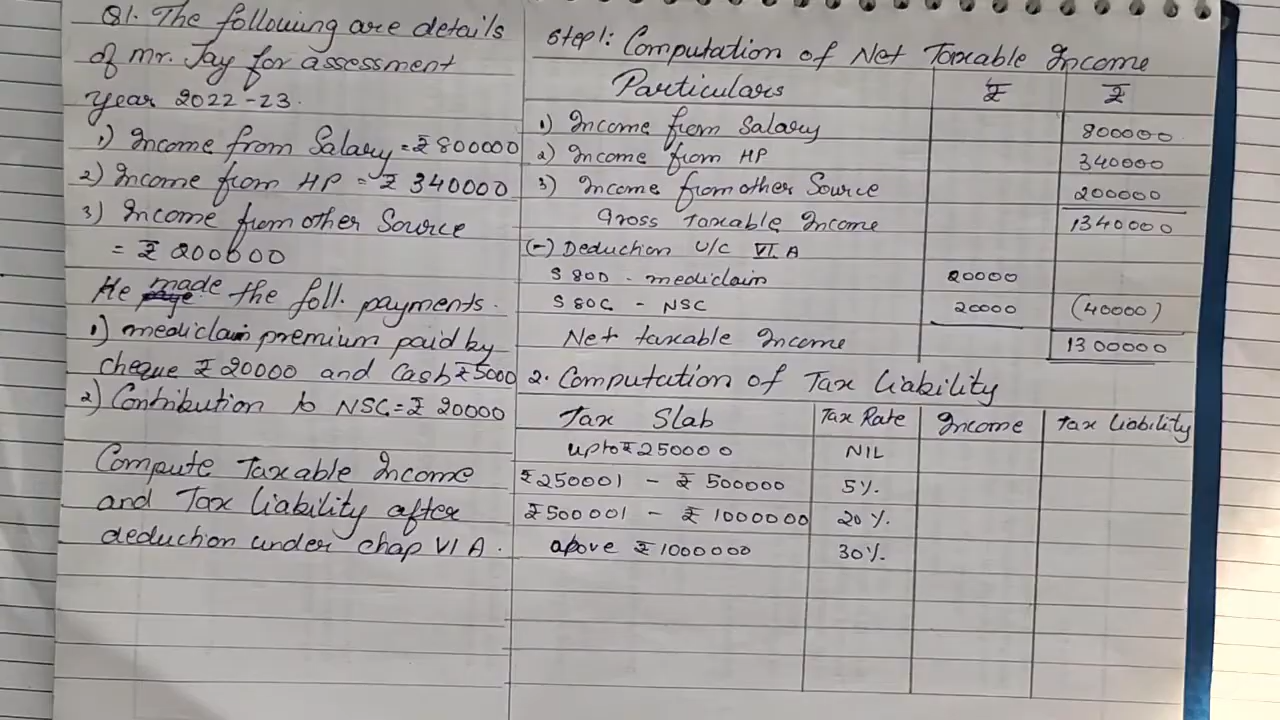 Q1. The following are details
of Mr. Jay for assessment
year 2022-23.
1) Income from Salary = ₹ 800000
2) Income from HP = ₹ 340000
3) Income from other Source
= ₹ 200000
He made the foll. payments.
1) mediclaim premium paid by
cheque ₹ 20000 and Cash ₹ 5000
2) Contribution to NSC = ₹ 20000
Compute Taxable Income
and Tax liability after
deduction under chap VI A.
Step 1: Computation of Net Taxable Income
Particulars ₹ ₹
1) Income from Salary 800000
2) Income from HP 340000
3) Income from other Source 200000
Gross Taxable Income 1340000
(-) Deduction U/C VI.A
S 80D - mediclaim 20000
S 80C - NSC 20000 (40000)
Net taxable Income 1300000
2. Computation of Tax liability
Tax Slab Tax Rate Income Tax liability
upto ₹ 250000 NIL
₹ 250001 - ₹ 500000 5%
₹ 500001 - ₹ 1000000 20%
above ₹ 1000000 30%